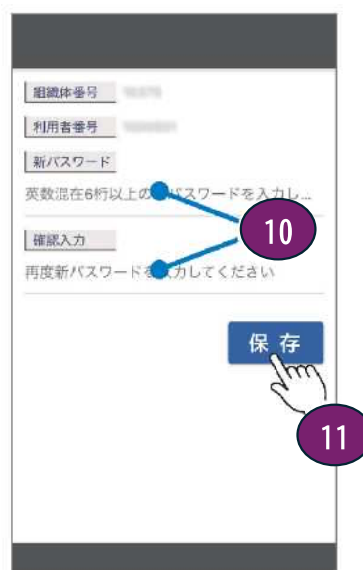 組織体番号
利用者番号
新パスワード
英数混在6桁以上の パスワードを入力し...
10
確認入力
再度新パスワードを入力してください
保存
11